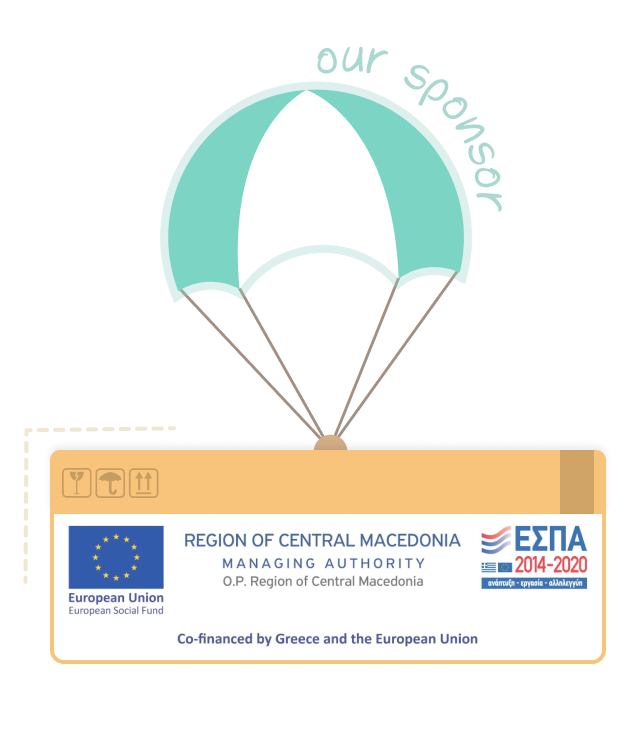 our sponsor
REGION OF CENTRAL MACEDONIA
MANAGING AUTHORITY
O.P. Region of Central Macedonia
European Union
European Social Fund
ΕΣΠΑ
2014-2020
ανάπτυξη - εργασία - αλληλεγγύη
Co-financed by Greece and the European Union